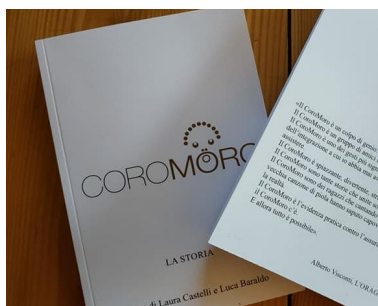 COROMORO
LA STORIA
di Laura Castelli e Luca Baraldo
«Il CoroMoro è un colpo di genio
Il CoroMoro è un gruppo di amici
Il CoroMoro è uno dei gesti più
dell'integrazione a cui io abbia mai
assistere.
Il CoroMoro è spiazzante, divertente,
Il CoroMoro sono tante storie che unite
Il CoroMoro sono dei ragazzi che cantando
vecchia canzone di piola hanno saputo
la realtà.
Il CoroMoro è l'evidenza pratica contro
il CoroMoro c'è.
E allora tutto è possibile»
Alberto Visconti, L'ORAG